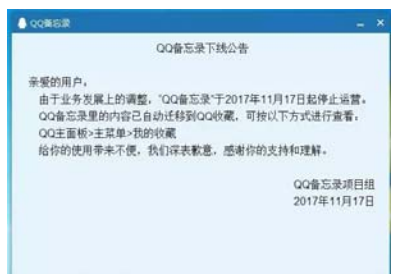 QQ备忘录
QQ备忘录下线公告
亲爱的用户，
由于业务发展上的调整，“QQ备忘录”于2017年11月17日起停止运营。
QQ备忘录里的内容已自动迁移到QQ收藏，可按以下方式进行查看：
QQ主面板>主菜单>我的收藏
给你的使用带来不便，我们深表歉意，感谢你的支持和理解。
QQ备忘录项目组
2017年11月17日